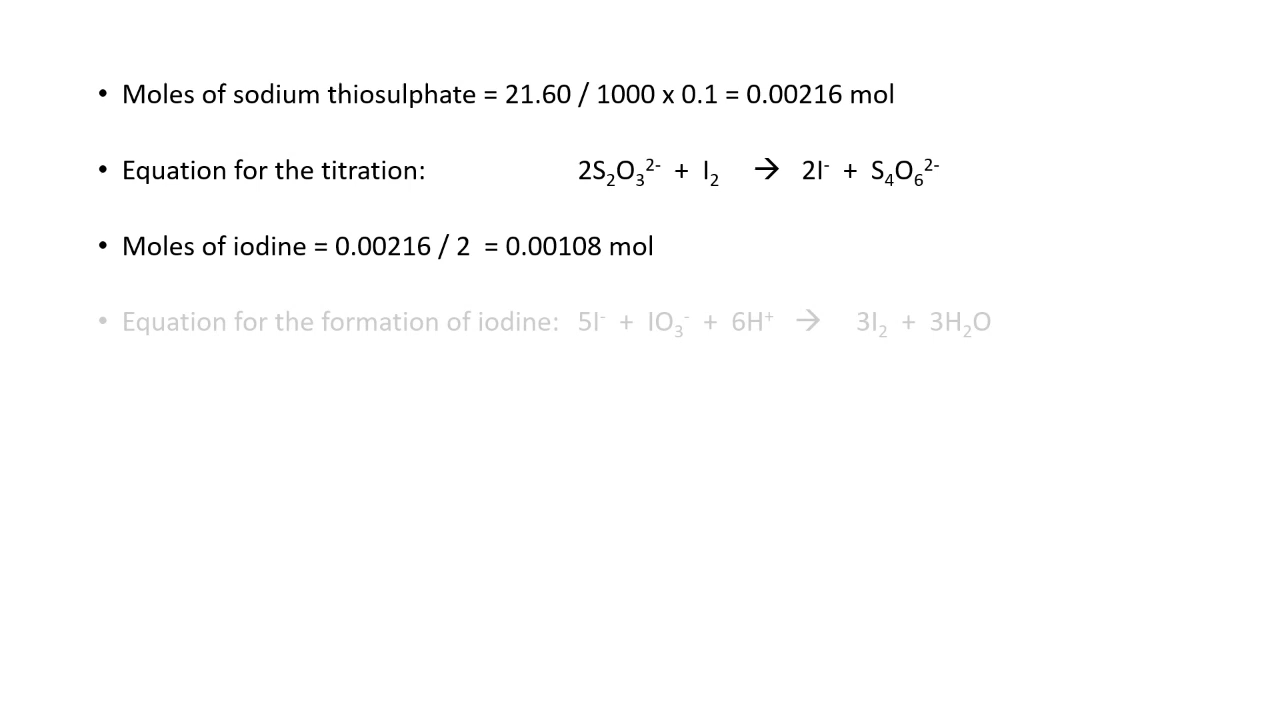 • Moles of sodium thiosulphate = 21.60 / 1000 x 0.1 = 0.00216 mol
• Equation for the titration: 2S₂O₃²⁻ + I₂ → 2I⁻ + S₄O₆²⁻
• Moles of iodine = 0.00216 / 2 = 0.00108 mol
• Equation for the formation of iodine: 5I⁻ + IO₃⁻ + 6H⁺ → 3I₂ + 3H₂O